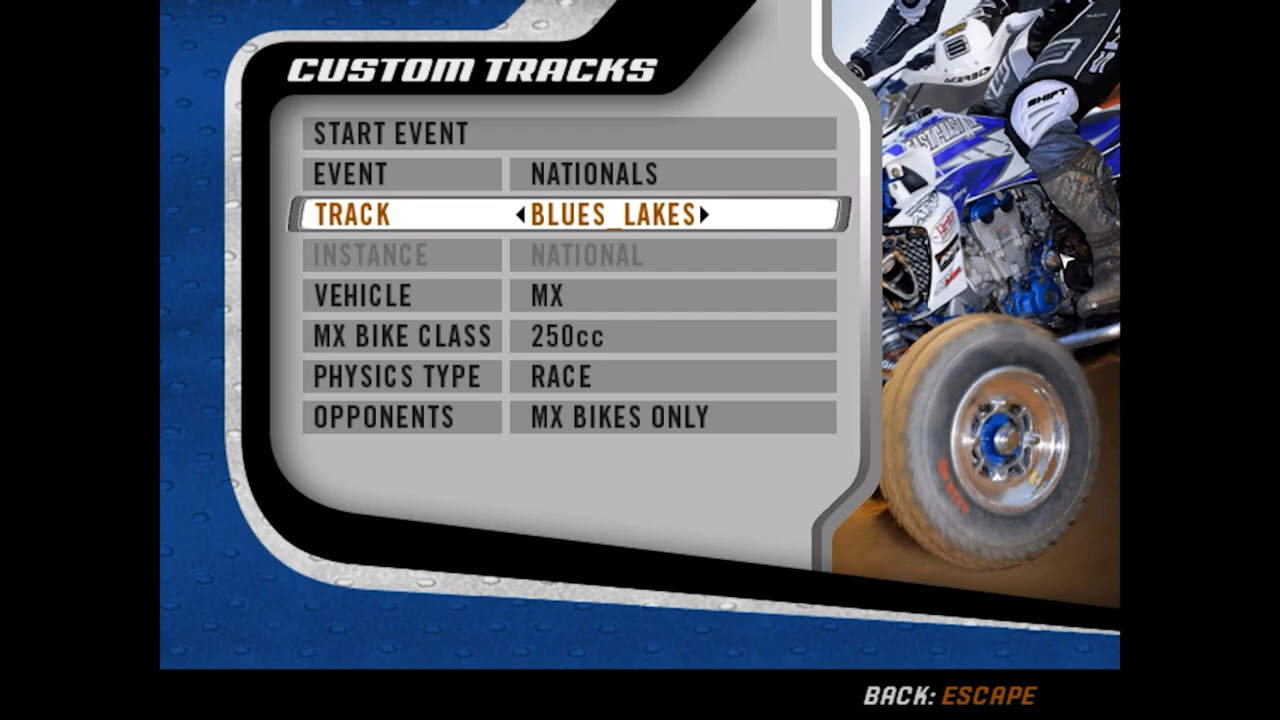 CUSTOM TRACKS
START EVENT
EVENT NATIONALS
TRACK BLUES_LAKES
INSTANCE NATIONAL
VEHICLE MX
MX BIKE CLASS 250cc
PHYSICS TYPE RACE
OPPONENTS MX BIKES ONLY
SHIFT
BACK: ESCAPE